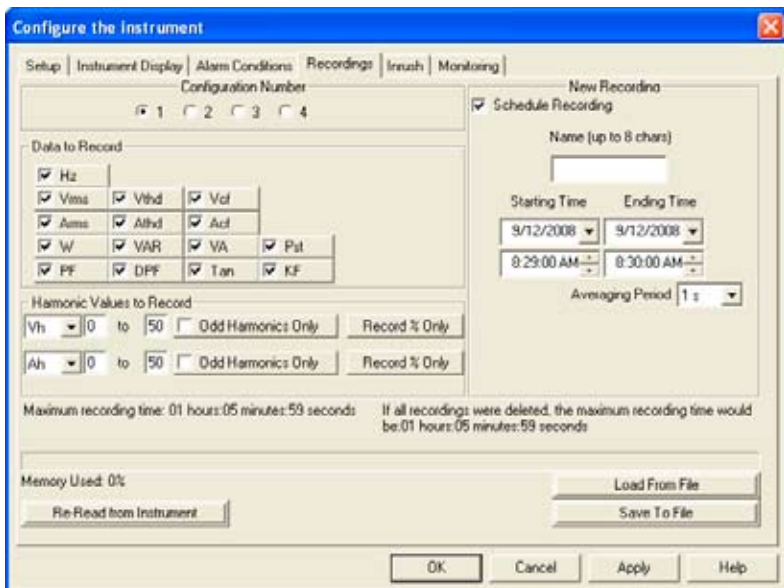 Configure the instrument
Setup Instrument Display Alarm Conditions Recordings Inrush Monitoring
Configuration Number
1 2 3 4
Data to Record
Hz
Vrms Vthd Vcf
Arms Athd Acf
W VAR VA Pst
PF DPF Tan KF
Harmonic Values to Record
Vh 0 to 50 Odd Harmonics Only Record % Only
Ah 0 to 50 Odd Harmonics Only Record % Only
New Recording
Schedule Recording
Name (up to 8 chars)
Starting Time Ending Time
9/12/2008 9/12/2008
8:29:00 AM 8:30:00 AM
Averaging Period 1 s
Maximum recording time: 01 hours:05 minutes:59 seconds
If all recordings were deleted, the maximum recording time would
be:01 hours:05 minutes:59 seconds
Memory Used: 0%
Re-Read from Instrument
Load From File
Save To File
OK Cancel Apply Help